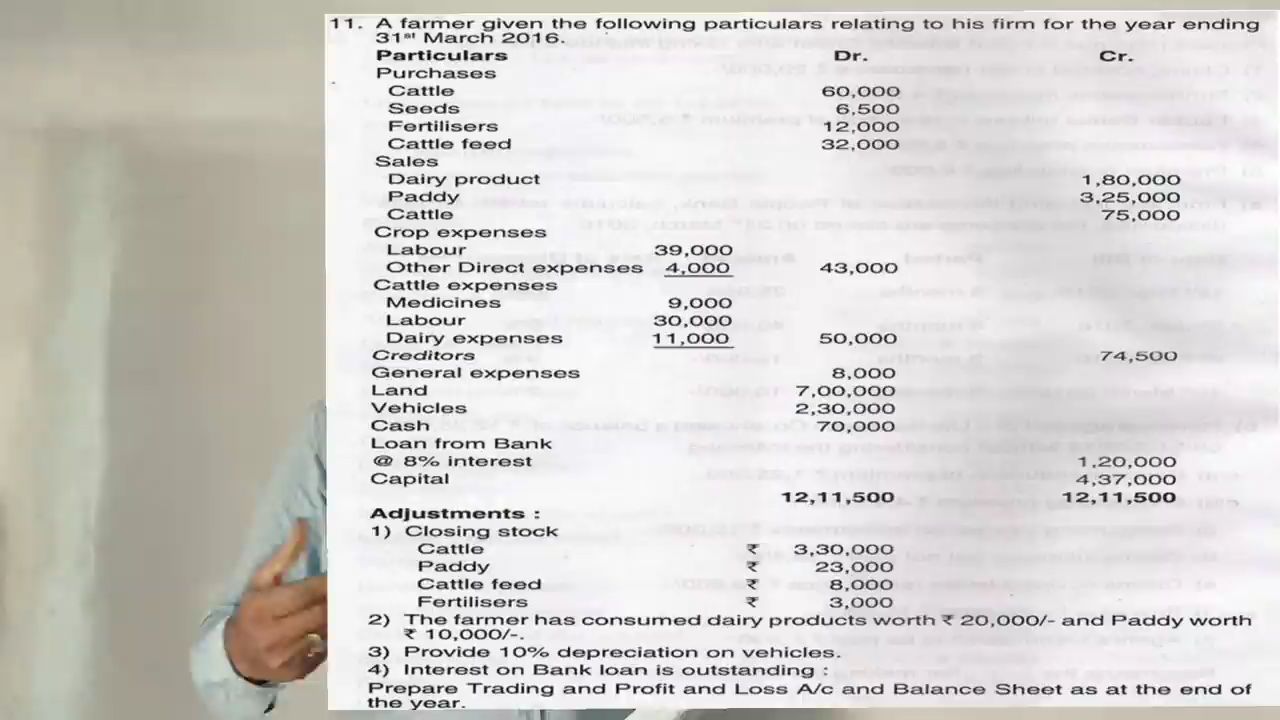 11. A farmer given the following particulars relating to his firm for the year ending
31st March 2016.
Particulars Dr. Cr.
Purchases
Cattle 60,000
Seeds 6,500
Fertilisers 12,000
Cattle feed 32,000
Sales
Dairy product 1,80,000
Paddy 3,25,000
Cattle 75,000
Crop expenses
Labour 39,000
Other Direct expenses 4,000 43,000
Cattle expenses
Medicines 9,000
Labour 30,000
Dairy expenses 11,000 50,000
Creditors 74,500
General expenses 8,000
Land 7,00,000
Vehicles 2,30,000
Cash 70,000
Loan from Bank
@ 8% interest 1,20,000
Capital 4,37,000
12,11,500 12,11,500
Adjustments :
1) Closing stock
Cattle ₹ 3,30,000
Paddy ₹ 23,000
Cattle feed ₹ 8,000
Fertilisers ₹ 3,000
2) The farmer has consumed dairy products worth ₹ 20,000/- and Paddy worth
₹ 10,000/-.
3) Provide 10% depreciation on vehicles.
4) Interest on Bank loan is outstanding :
Prepare Trading and Profit and Loss A/c and Balance Sheet as at the end of
the year.